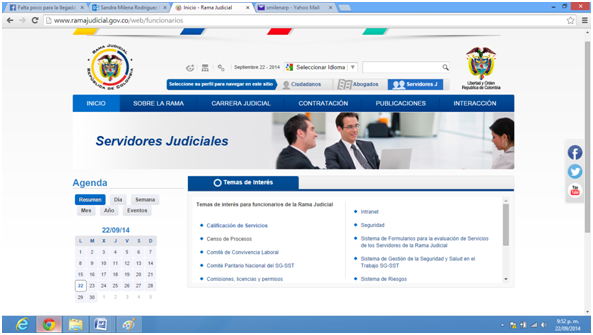 Falta poco para la llegada
Sandra Milena Rodriguez
Inicio - Rama Judicial
smilenarp - Yahoo Mail
www.ramajudicial.gov.co/web/funcionarios
RAMA JUDICIAL
REPUBLICA DE COLOMBIA
Septiembre 22 - 2014
Seleccionar Idioma
Libertad y Orden
República de Colombia
Seleccione su perfil para navegar en este sitio
Ciudadanos
Abogados
Servidores J
INICIO
SOBRE LA RAMA
CARRERA JUDICIAL
CONTRATACIÓN
PUBLICACIONES
INTERACCIÓN
Servidores Judiciales
Agenda
Resumen Día Semana
Mes Año Eventos
22/09/14
L M X J V S D
1 2 3 4 5 6 7
8 9 10 11 12 13 14
15 16 17 18 19 20 21
22 23 24 25 26 27 28
29 30 1 2 3 4 5
Temas de Interés
Temas de interés para funcionarios de la Rama Judicial
Calificación de Servicios
Censo de Procesos
Comité de Convivencia Laboral
Comité Paritario Nacional del SG-SST
Comisiones, licencias y permisos
Intranet
Seguridad
Sistema de Formularios para la evaluación de Servicios
de los Servidores de la Rama Judicial
Sistema de Gestión de la Seguridad y Salud en el
Trabajo SG-SST
Sistema de Riesgos
You
Tube
9:52 p. m.
22/09/2014